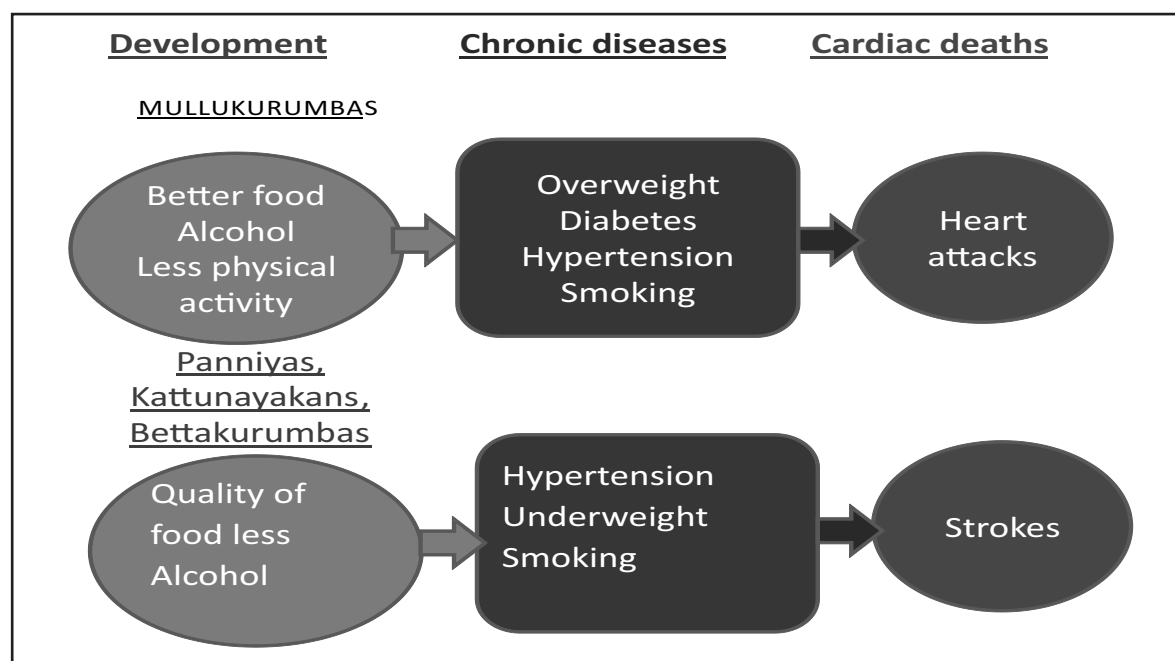 Development Chronic diseases Cardiac deaths
MULLUKURUMBAS
Better food
Alcohol
Less physical
activity
Overweight
Diabetes
Hypertension
Smoking
Heart
attacks
Panniyas,
Kattunayakans,
Bettakurumbas
Quality of
food less
Alcohol
Hypertension
Underweight
Smoking
Strokes